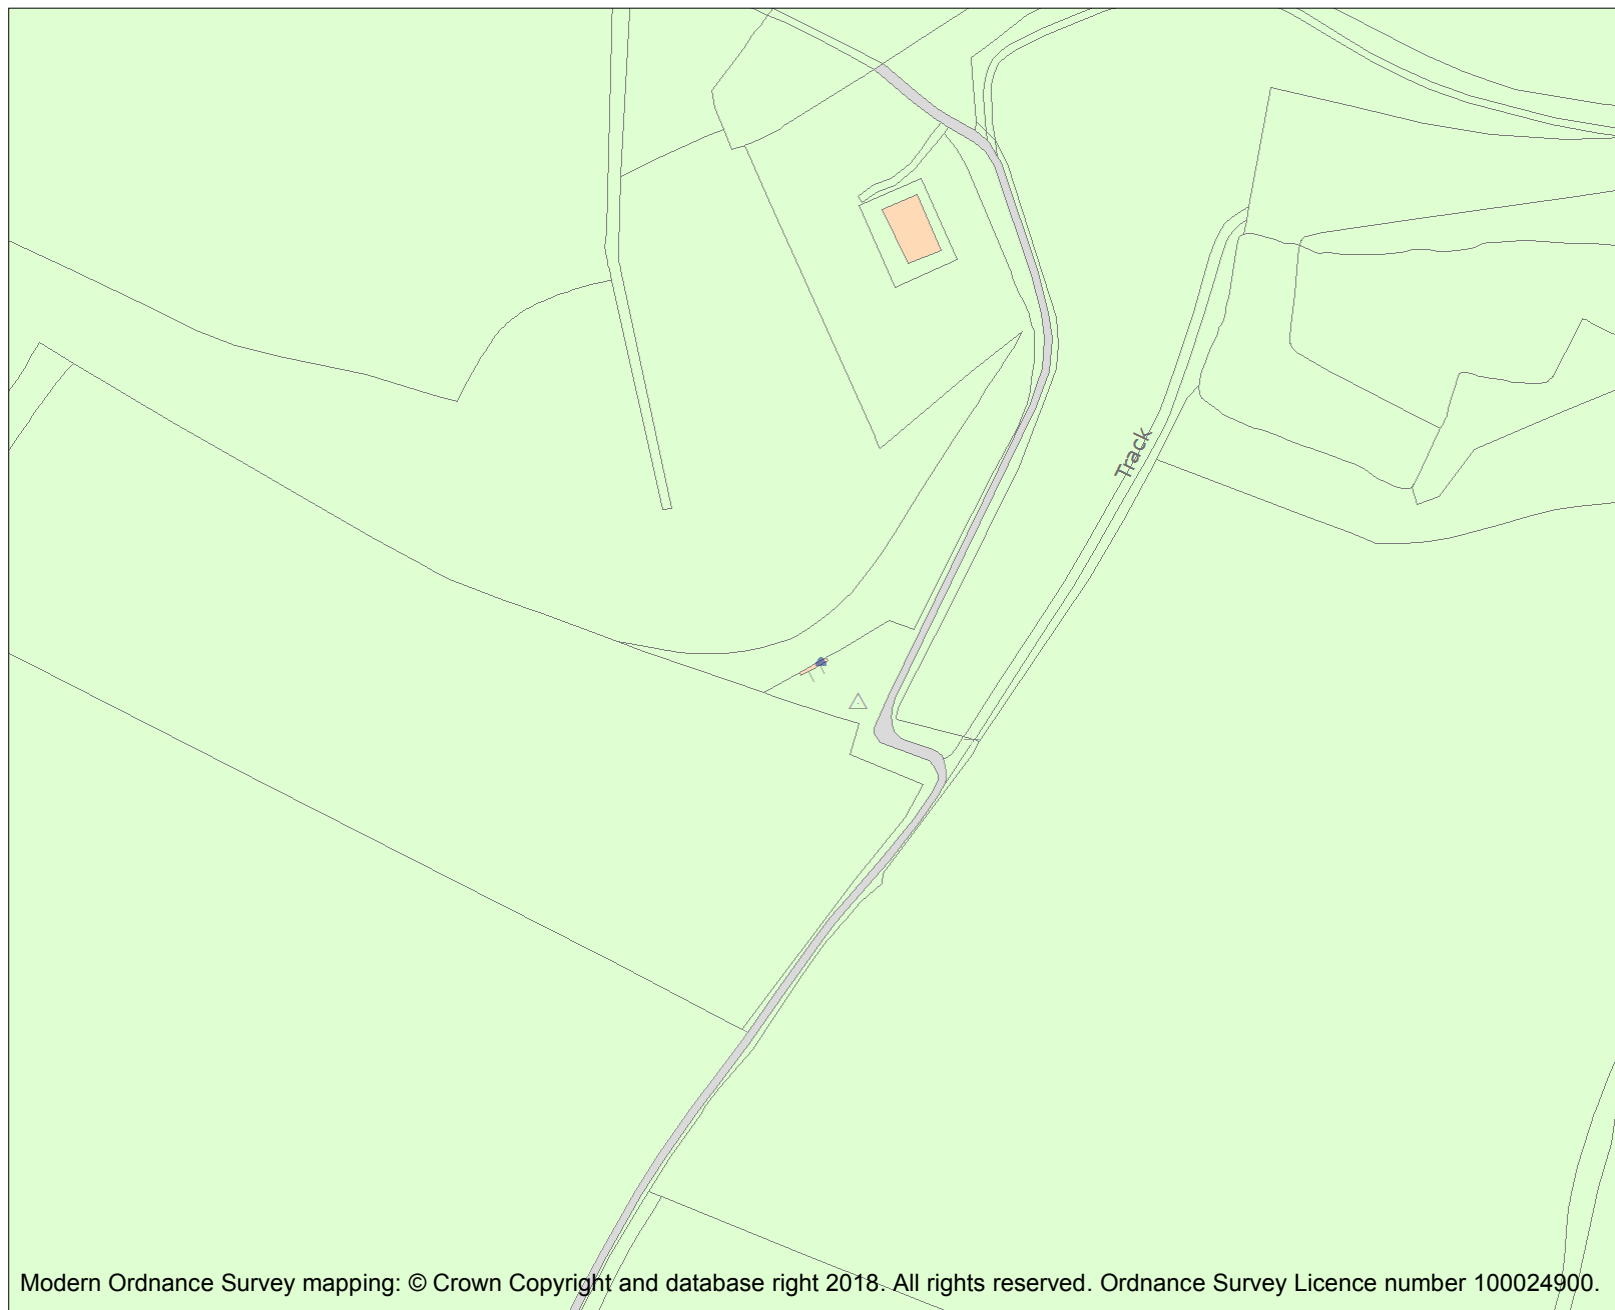 Track
Modern Ordnance Survey mapping: © Crown Copyright and database right 2018. All rights reserved. Ordnance Survey Licence number 100024900.